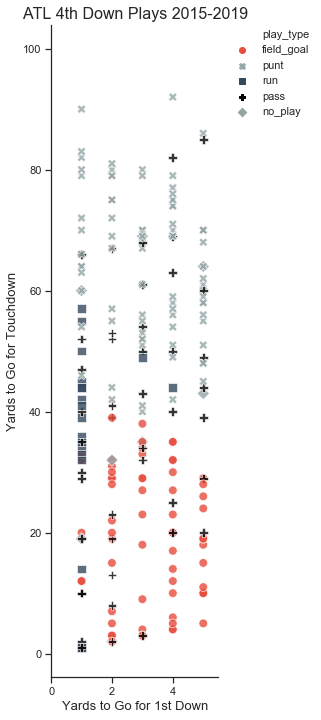 ATL 4th Down Plays 2015-2019
play_type
field_goal
punt
run
pass
no_play
100
80
60
40
20
0
Yards to Go for Touchdown
0 2 4
Yards to Go for 1st Down